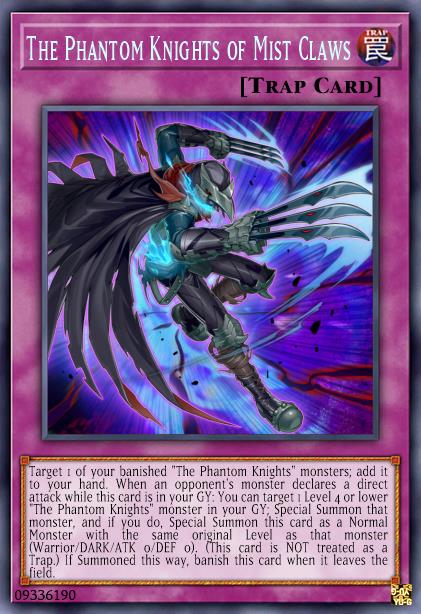 The Phantom Knights of Mist Claws
TRAP
罠
[Trap Card]
Target 1 of your banished "The Phantom Knights" monsters; add it
to your hand. When an opponent's monster declares a direct
attack while this card is in your GY: You can target 1 Level 4 or lower
"The Phantom Knights" monster in your GY; Special Summon that
monster, and if you do, Special Summon this card as a Normal
Monster with the same original Level as that monster
(Warrior/DARK/ATK 0/DEF 0). (This card is NOT treated as a
Trap.) If Summoned this way, banish this card when it leaves the
field.
09336190